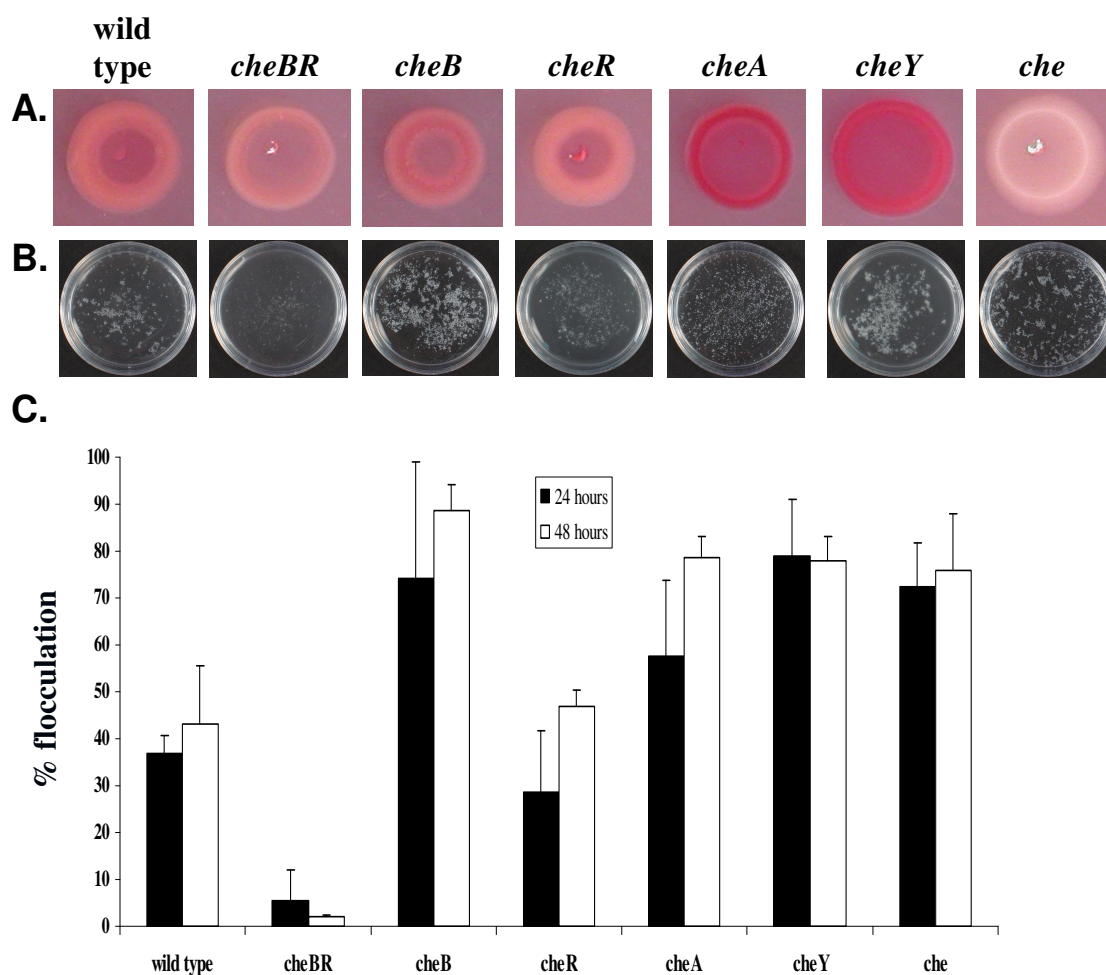 wild type cheBR cheB cheR cheA cheY che
A.
B.
C.
100
90
80
70
60
50
40
30
20
10
0
% flocculation
24 hours
48 hours
wild type cheBR cheB cheR cheA cheY che